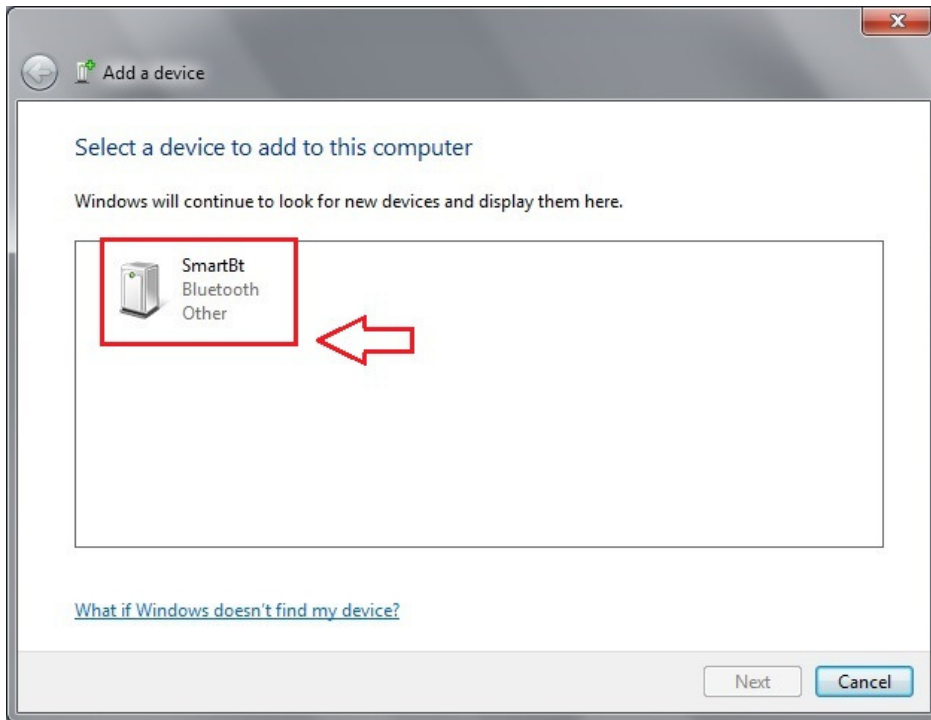 Add a device
Select a device to add to this computer
Windows will continue to look for new devices and display them here.
SmartBt
Bluetooth
Other
What if Windows doesn't find my device?
Next
Cancel